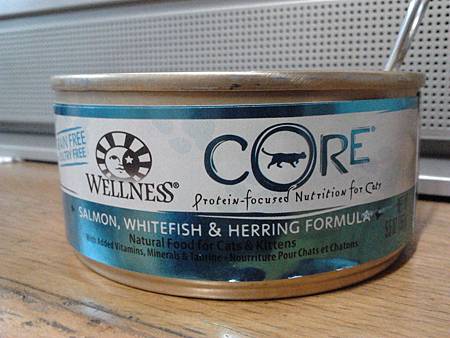 FREE
FREE
WELLNESS®
CORE®
Protein-focused Nutrition for Cats
SALMON, WHITEFISH & HERRING FORMULA
Natural Food for Cats & Kittens
With Added Vitamins, Minerals & Taurine - Nourriture Pour Chats et Chatons